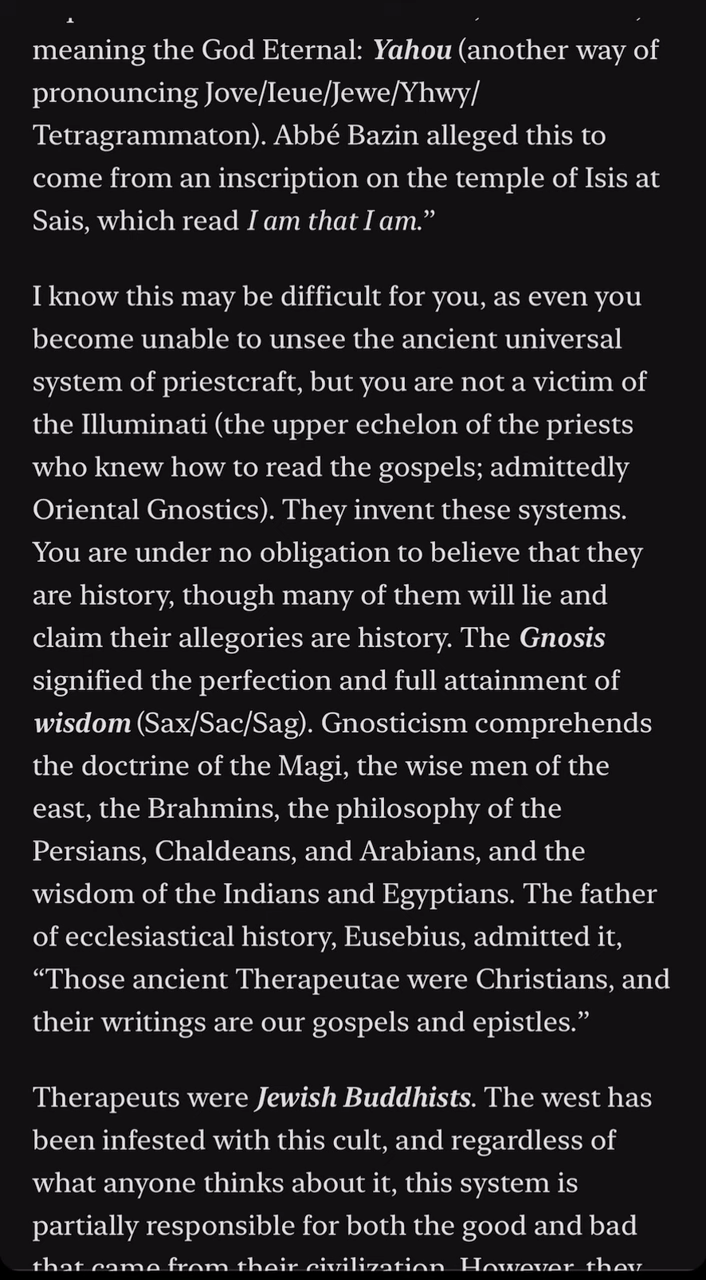 meaning the God Eternal: Yahou (another way of
pronouncing Jove/Ieue/Jewe/Yhwy/
Tetragrammaton). Abbé Bazin alleged this to
come from an inscription on the temple of Isis at
Sais, which read I am that I am.”
I know this may be difficult for you, as even you
become unable to unsee the ancient universal
system of priestcraft, but you are not a victim of
the Illuminati (the upper echelon of the priests
who knew how to read the gospels; admittedly
Oriental Gnostics). They invent these systems.
You are under no obligation to believe that they
are history, though many of them will lie and
claim their allegories are history. The Gnosis
signified the perfection and full attainment of
wisdom (Sax/Sac/Sag). Gnosticism comprehends
the doctrine of the Magi, the wise men of the
east, the Brahmins, the philosophy of the
Persians, Chaldeans, and Arabians, and the
wisdom of the Indians and Egyptians. The father
of ecclesiastical history, Eusebius, admitted it,
“Those ancient Therapeutae were Christians, and
their writings are our gospels and epistles.”
Therapeuts were Jewish Buddhists. The west has
been infested with this cult, and regardless of
what anyone thinks about it, this system is
partially responsible for both the good and bad
that came from their civilization. However, they